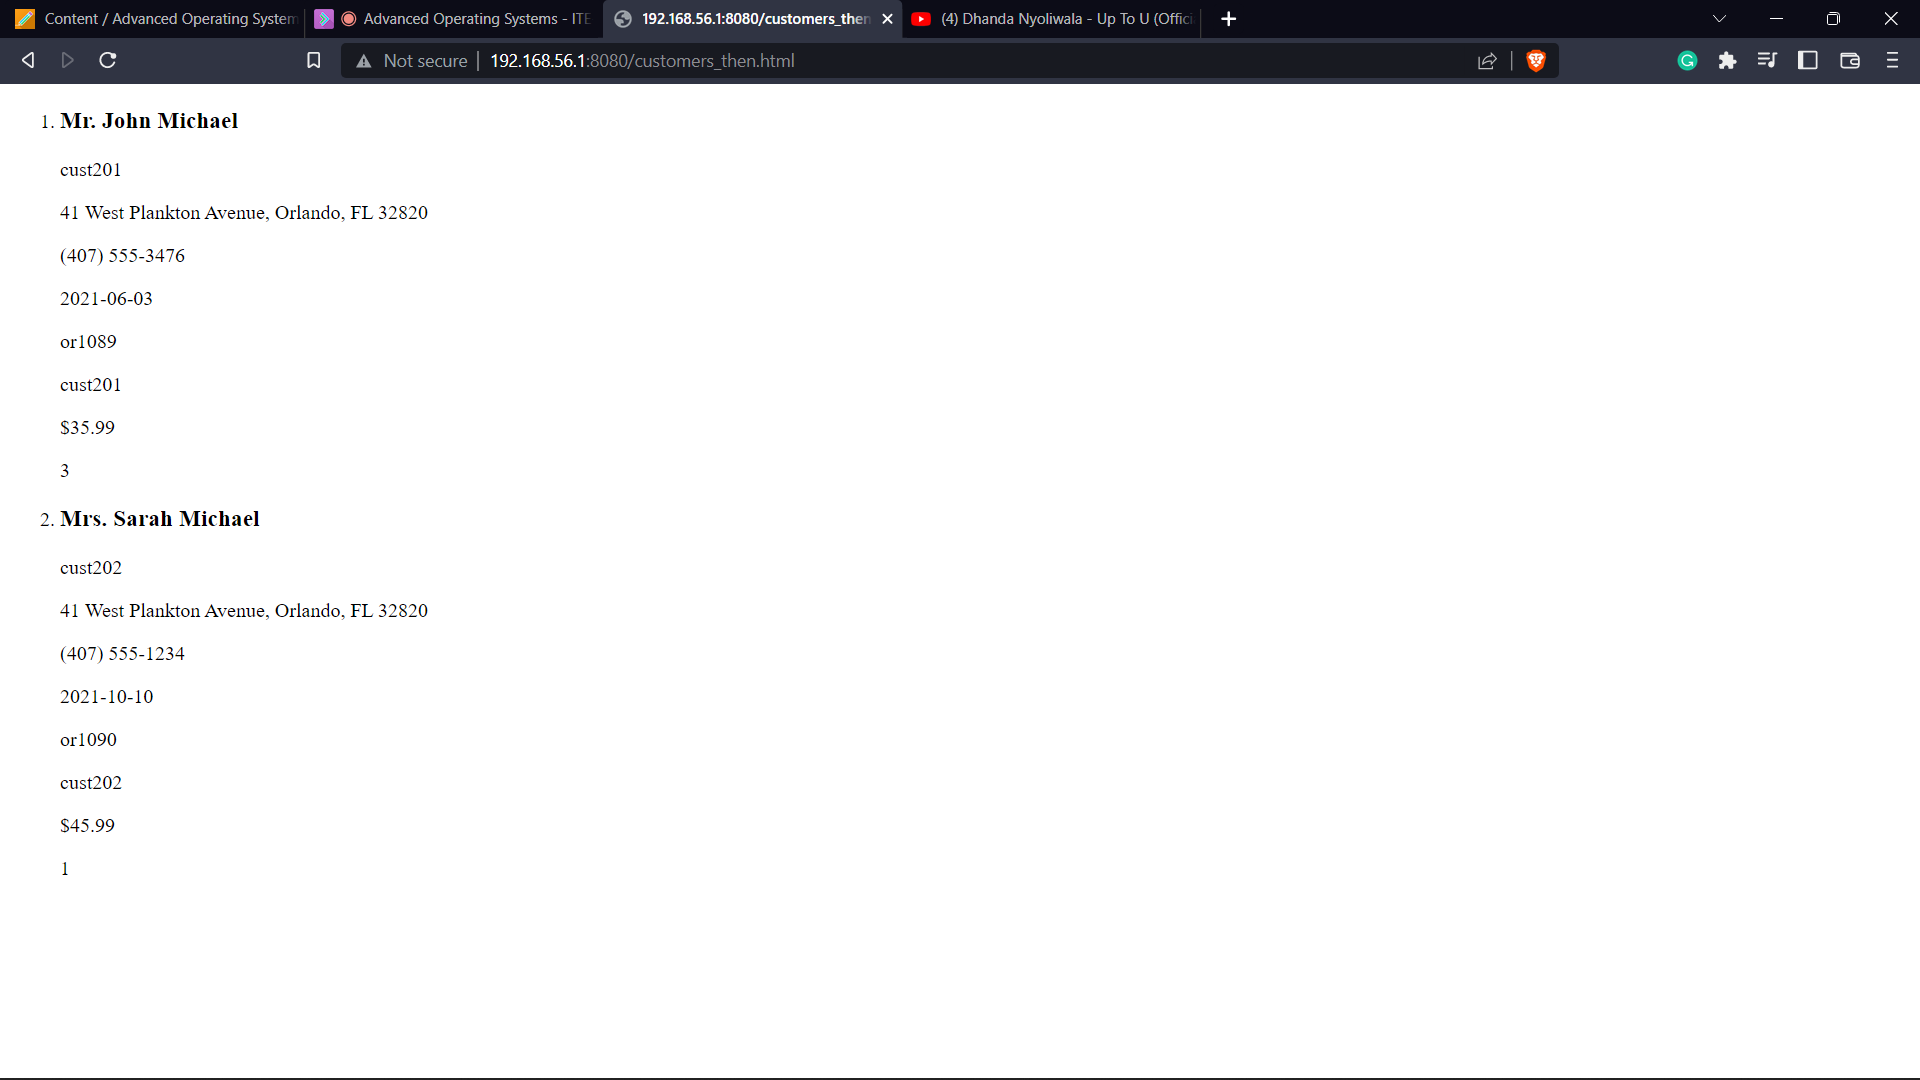 Content / Advanced Operating System
Advanced Operating Systems - ITE
192.168.56.1:8080/customers_then
(4) Dhanda Nyoliwala - Up To U (Offici
Not secure
192.168.56.1:8080/customers_then.html
1. Mr. John Michael
cust201
41 West Plankton Avenue, Orlando, FL 32820
(407) 555-3476
2021-06-03
or1089
cust201
$35.99
3
2. Mrs. Sarah Michael
cust202
41 West Plankton Avenue, Orlando, FL 32820
(407) 555-1234
2021-10-10
or1090
cust202
$45.99
1